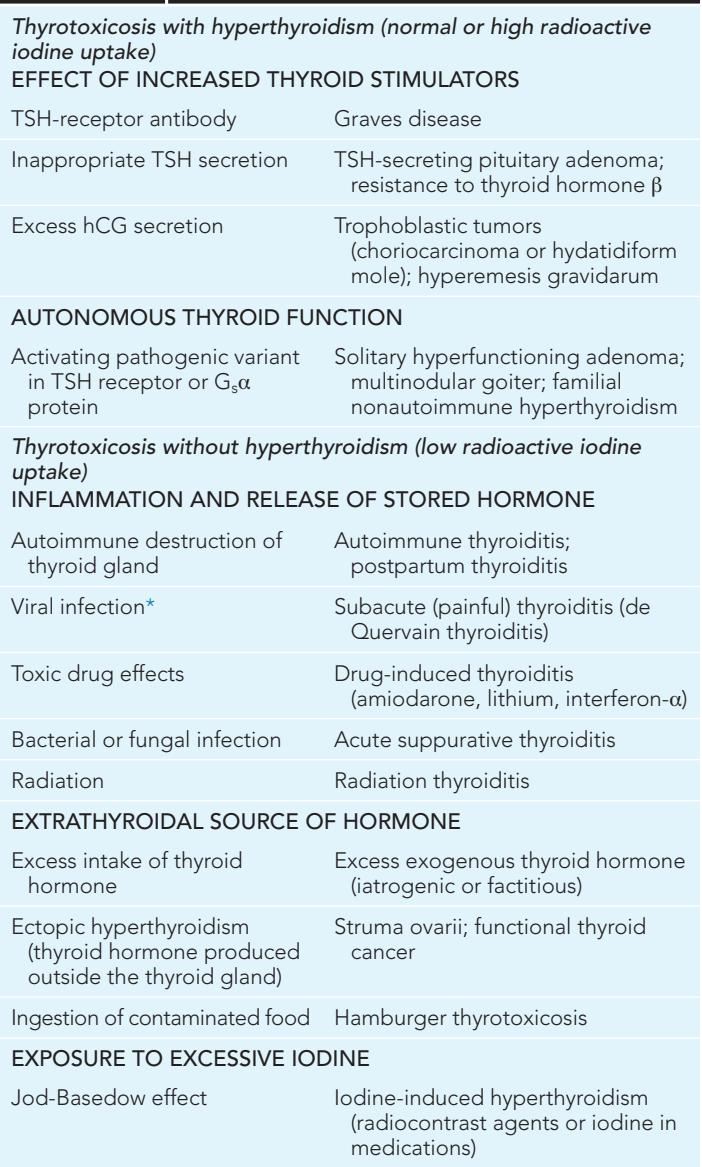 Thyrotoxicosis with hyperthyroidism (normal or high radioactive
iodine uptake)
EFFECT OF INCREASED THYROID STIMULATORS
TSH-receptor antibody
Graves disease
Inappropriate TSH secretion
TSH-secreting pituitary adenoma;
resistance to thyroid hormone β
Excess hCG secretion
Trophoblastic tumors
(choriocarcinoma or hydatidiform
mole); hyperemesis gravidarum
AUTONOMOUS THYROID FUNCTION
Activating pathogenic variant
in TSH receptor or Gsα
protein
Solitary hyperfunctioning adenoma;
multinodular goiter; familial
nonautoimmune hyperthyroidism
Thyrotoxicosis without hyperthyroidism (low radioactive iodine
uptake)
INFLAMMATION AND RELEASE OF STORED HORMONE
Autoimmune destruction of
thyroid gland
Autoimmune thyroiditis;
postpartum thyroiditis
Viral infection*
Subacute (painful) thyroiditis (de
Quervain thyroiditis)
Toxic drug effects
Drug-induced thyroiditis
(amiodarone, lithium, interferon-α)
Bacterial or fungal infection
Acute suppurative thyroiditis
Radiation
Radiation thyroiditis
EXTRATHYROIDAL SOURCE OF HORMONE
Excess intake of thyroid
hormone
Excess exogenous thyroid hormone
(iatrogenic or factitious)
Ectopic hyperthyroidism
(thyroid hormone produced
outside the thyroid gland)
Struma ovarii; functional thyroid
cancer
Ingestion of contaminated food
Hamburger thyrotoxicosis
EXPOSURE TO EXCESSIVE IODINE
Jod-Basedow effect
Iodine-induced hyperthyroidism
(radiocontrast agents or iodine in
medications)